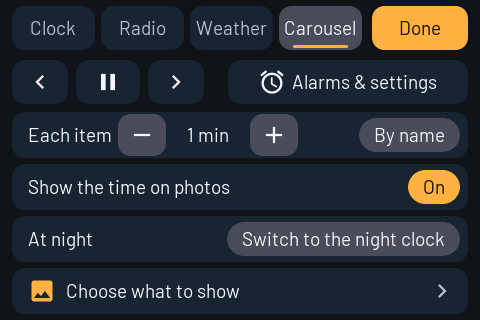 Clock Radio Weather Carousel Done
Alarms & settings
Each item 1 min By name
Show the time on photos On
At night Switch to the night clock
Choose what to show